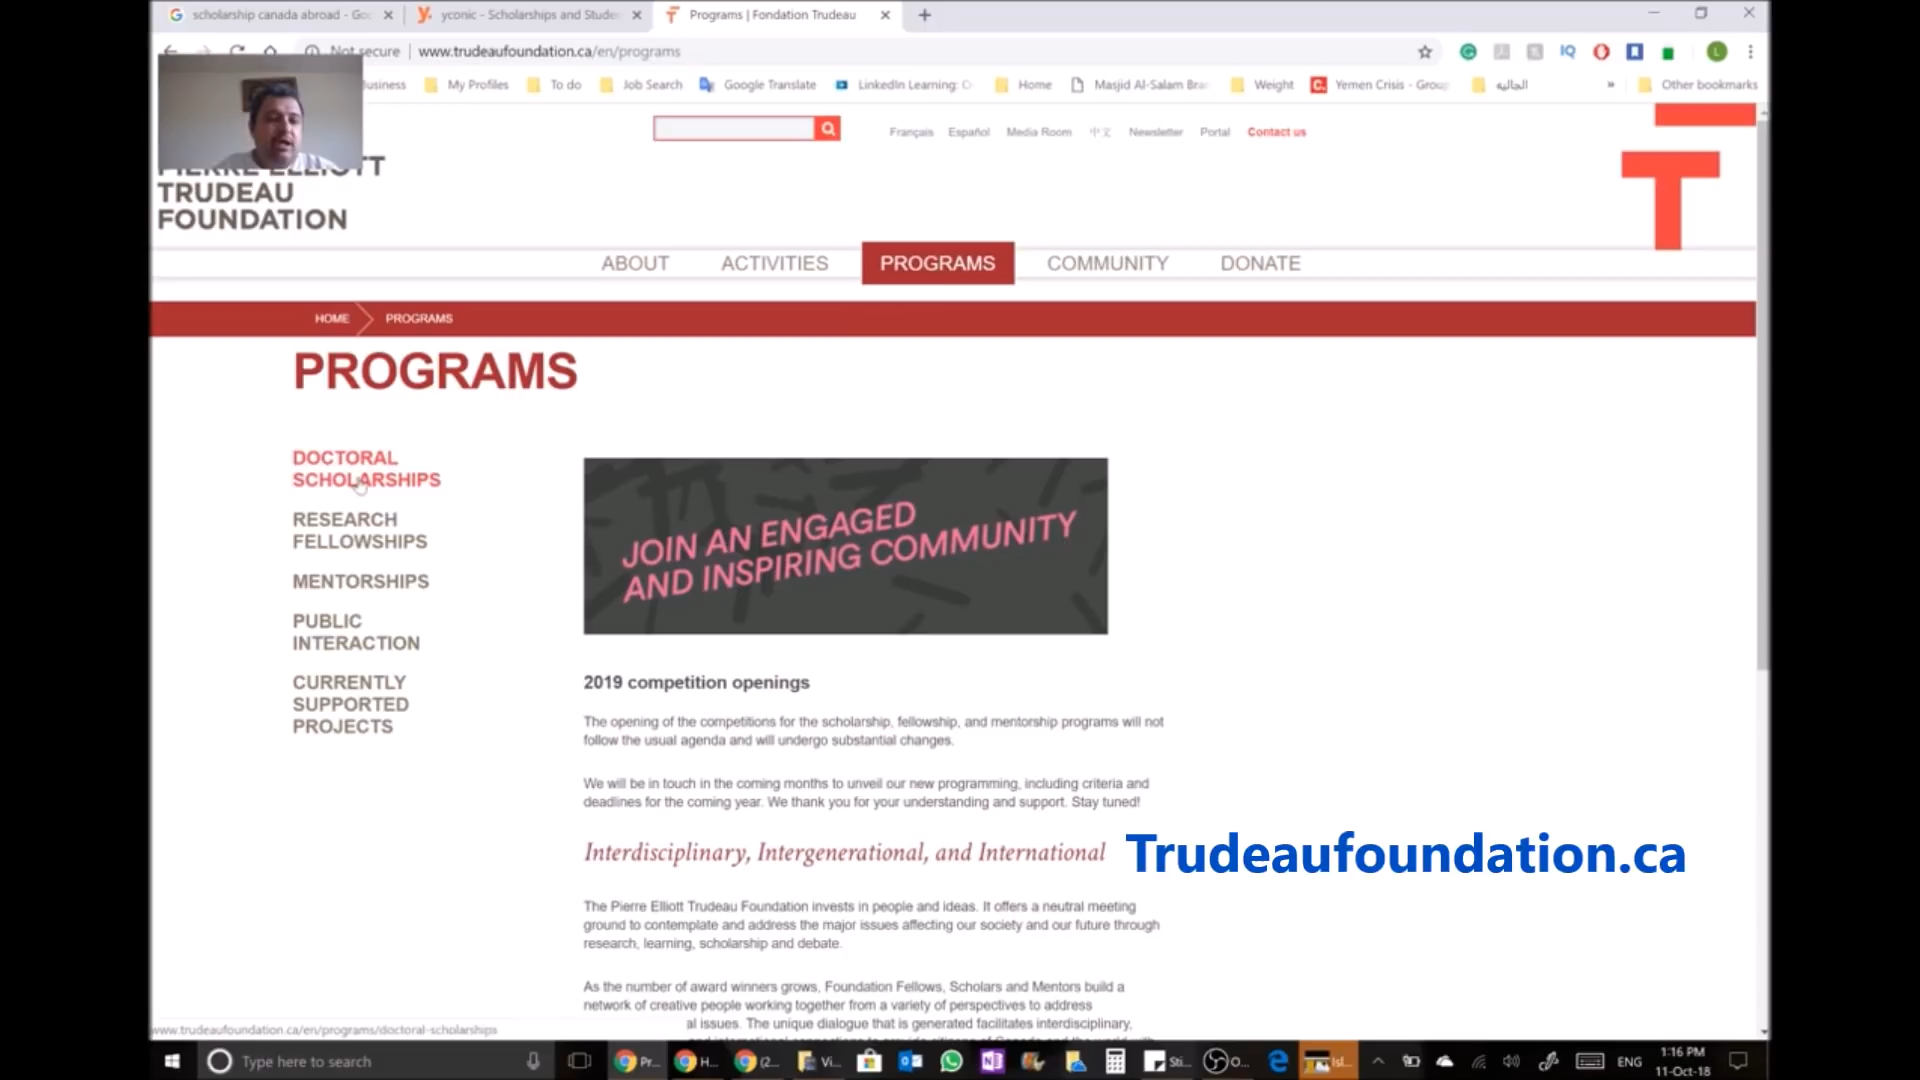 scholarship canada abroad - Goo
yconic - Scholarships and Studen
Programs | Fondation Trudeau
Not secure | www.trudeaufoundation.ca/en/programs
usiness
My Profiles
To do
Job Search
Google Translate
LinkedIn Learning: O
Home
Masjid Al-Salam Bran
Weight
Yemen Crisis - Group
الجاليه
»
Other bookmarks
Français
Español
Media Room
中文
Newsletter
Portal
Contact us
PIERRE ELLIOTT
TRUDEAU
FOUNDATION
T
ABOUT
ACTIVITIES
PROGRAMS
COMMUNITY
DONATE
HOME
PROGRAMS
PROGRAMS
DOCTORAL
SCHOLARSHIPS
RESEARCH
FELLOWSHIPS
MENTORSHIPS
PUBLIC
INTERACTION
CURRENTLY
SUPPORTED
PROJECTS
JOIN AN ENGAGED
AND INSPIRING COMMUNITY
2019 competition openings
The opening of the competitions for the scholarship, fellowship, and mentorship programs will not
follow the usual agenda and will undergo substantial changes.
We will be in touch in the coming months to unveil our new programming, including criteria and
deadlines for the coming year. We thank you for your understanding and support. Stay tuned!
Interdisciplinary, Intergenerational, and International
Trudeaufoundation.ca
The Pierre Elliott Trudeau Foundation invests in people and ideas. It offers a neutral meeting
ground to contemplate and address the major issues affecting our society and our future through
research, learning, scholarship and debate.
As the number of award winners grows, Foundation Fellows, Scholars and Mentors build a
network of creative people working together from a variety of perspectives to address
al issues. The unique dialogue that is generated facilitates interdisciplinary,
www.trudeaufoundation.ca/en/programs/doctoral-scholarships
Type here to search
Pr...
H...
(2...
Vi...
Sti...
O...
Isl...
ENG
1:16 PM
11-Oct-18